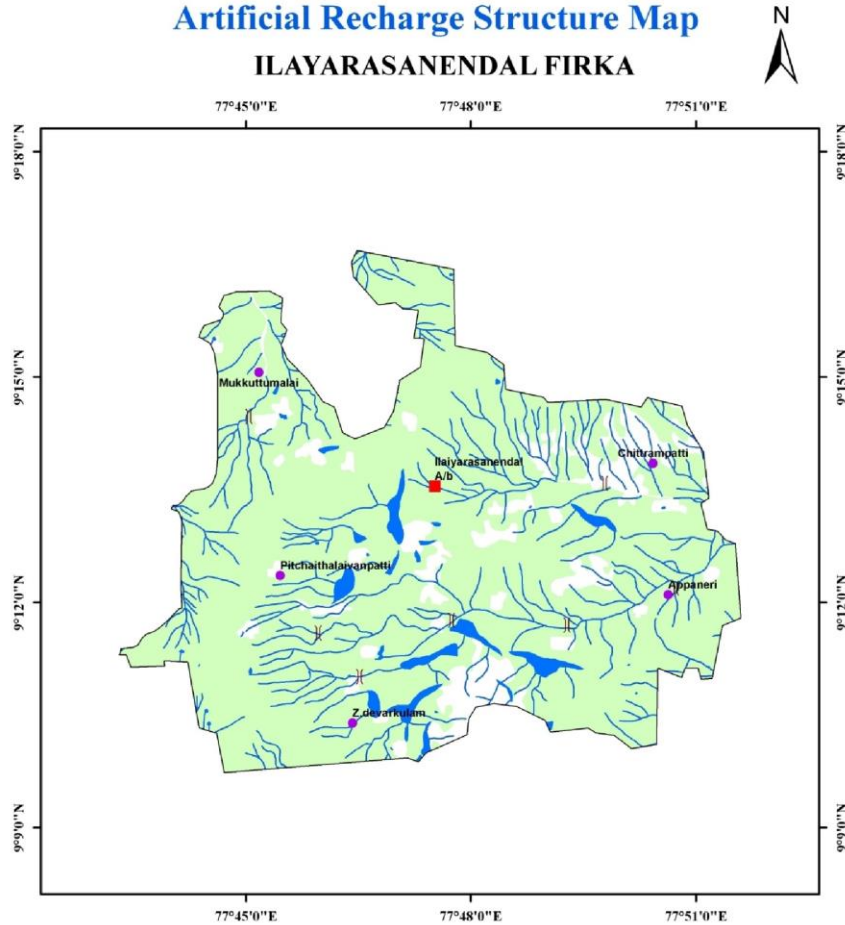 Artificial Recharge Structure Map
N
ILAYARASANENDAL FIRKA
77°45'0"E 77°48'0"E 77°51'0"E
9°18'0"N 9°18'0"N
9°15'0"N 9°15'0"N
Mukkuttumalai
Chittrampatti
Ilaiyarasanendal
A/b
Pitchaithalaivanpatti
Appaneri
9°12'0"N 9°12'0"N
Z.devarkulam
9°9'0"N 9°9'0"N
77°45'0"E 77°48'0"E 77°51'0"E